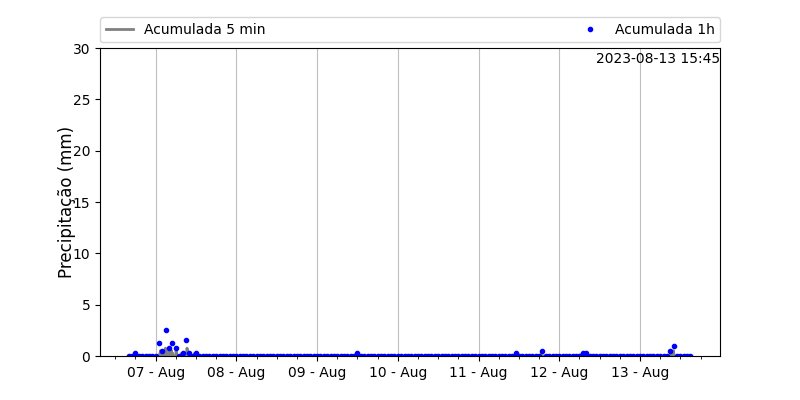 Acumulada 5 min
Acumulada 1h
2023-08-13 15:45
Precipitação (mm)
30
25
20
15
10
5
0
07 - Aug
08 - Aug
09 - Aug
10 - Aug
11 - Aug
12 - Aug
13 - Aug